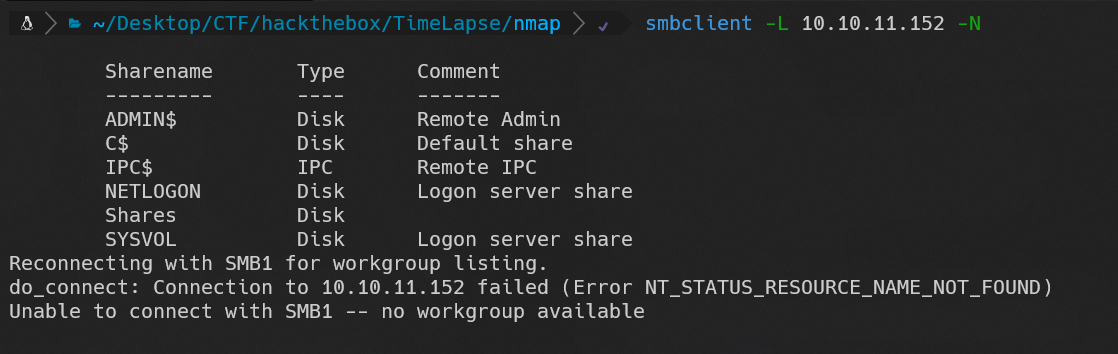 ~/Desktop/CTF/hackthebox/TimeLapse/nmap smbclient -L 10.10.11.152 -N
Sharename Type Comment
--------- ---- -------
ADMIN$ Disk Remote Admin
C$ Disk Default share
IPC$ IPC Remote IPC
NETLOGON Disk Logon server share
Shares Disk
SYSVOL Disk Logon server share
Reconnecting with SMB1 for workgroup listing.
do_connect: Connection to 10.10.11.152 failed (Error NT_STATUS_RESOURCE_NAME_NOT_FOUND)
Unable to connect with SMB1 -- no workgroup available